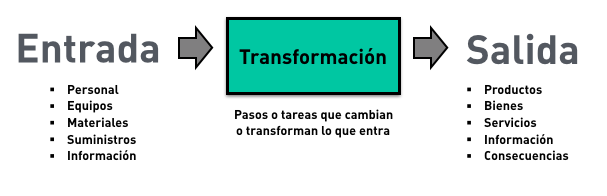 Entrada
▪ Personal
▪ Equipos
▪ Materiales
▪ Suministros
▪ Información
Transformación
Pasos o tareas que cambian
o transforman lo que entra
Salida
▪ Productos
▪ Bienes
▪ Servicios
▪ Información
▪ Consecuencias